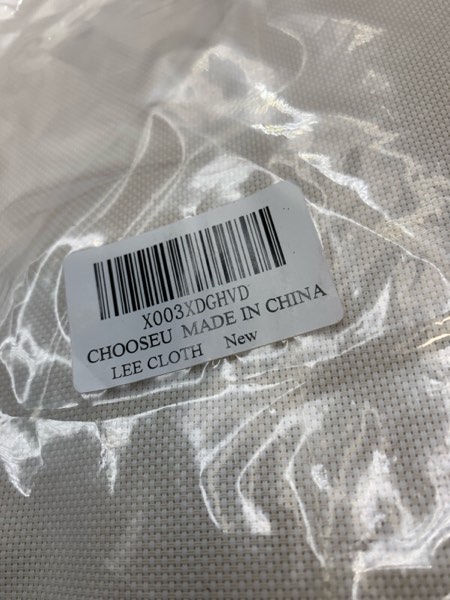 X003XDGHVD
CHOOSEU MADE IN CHINA
LEE CLOTH New